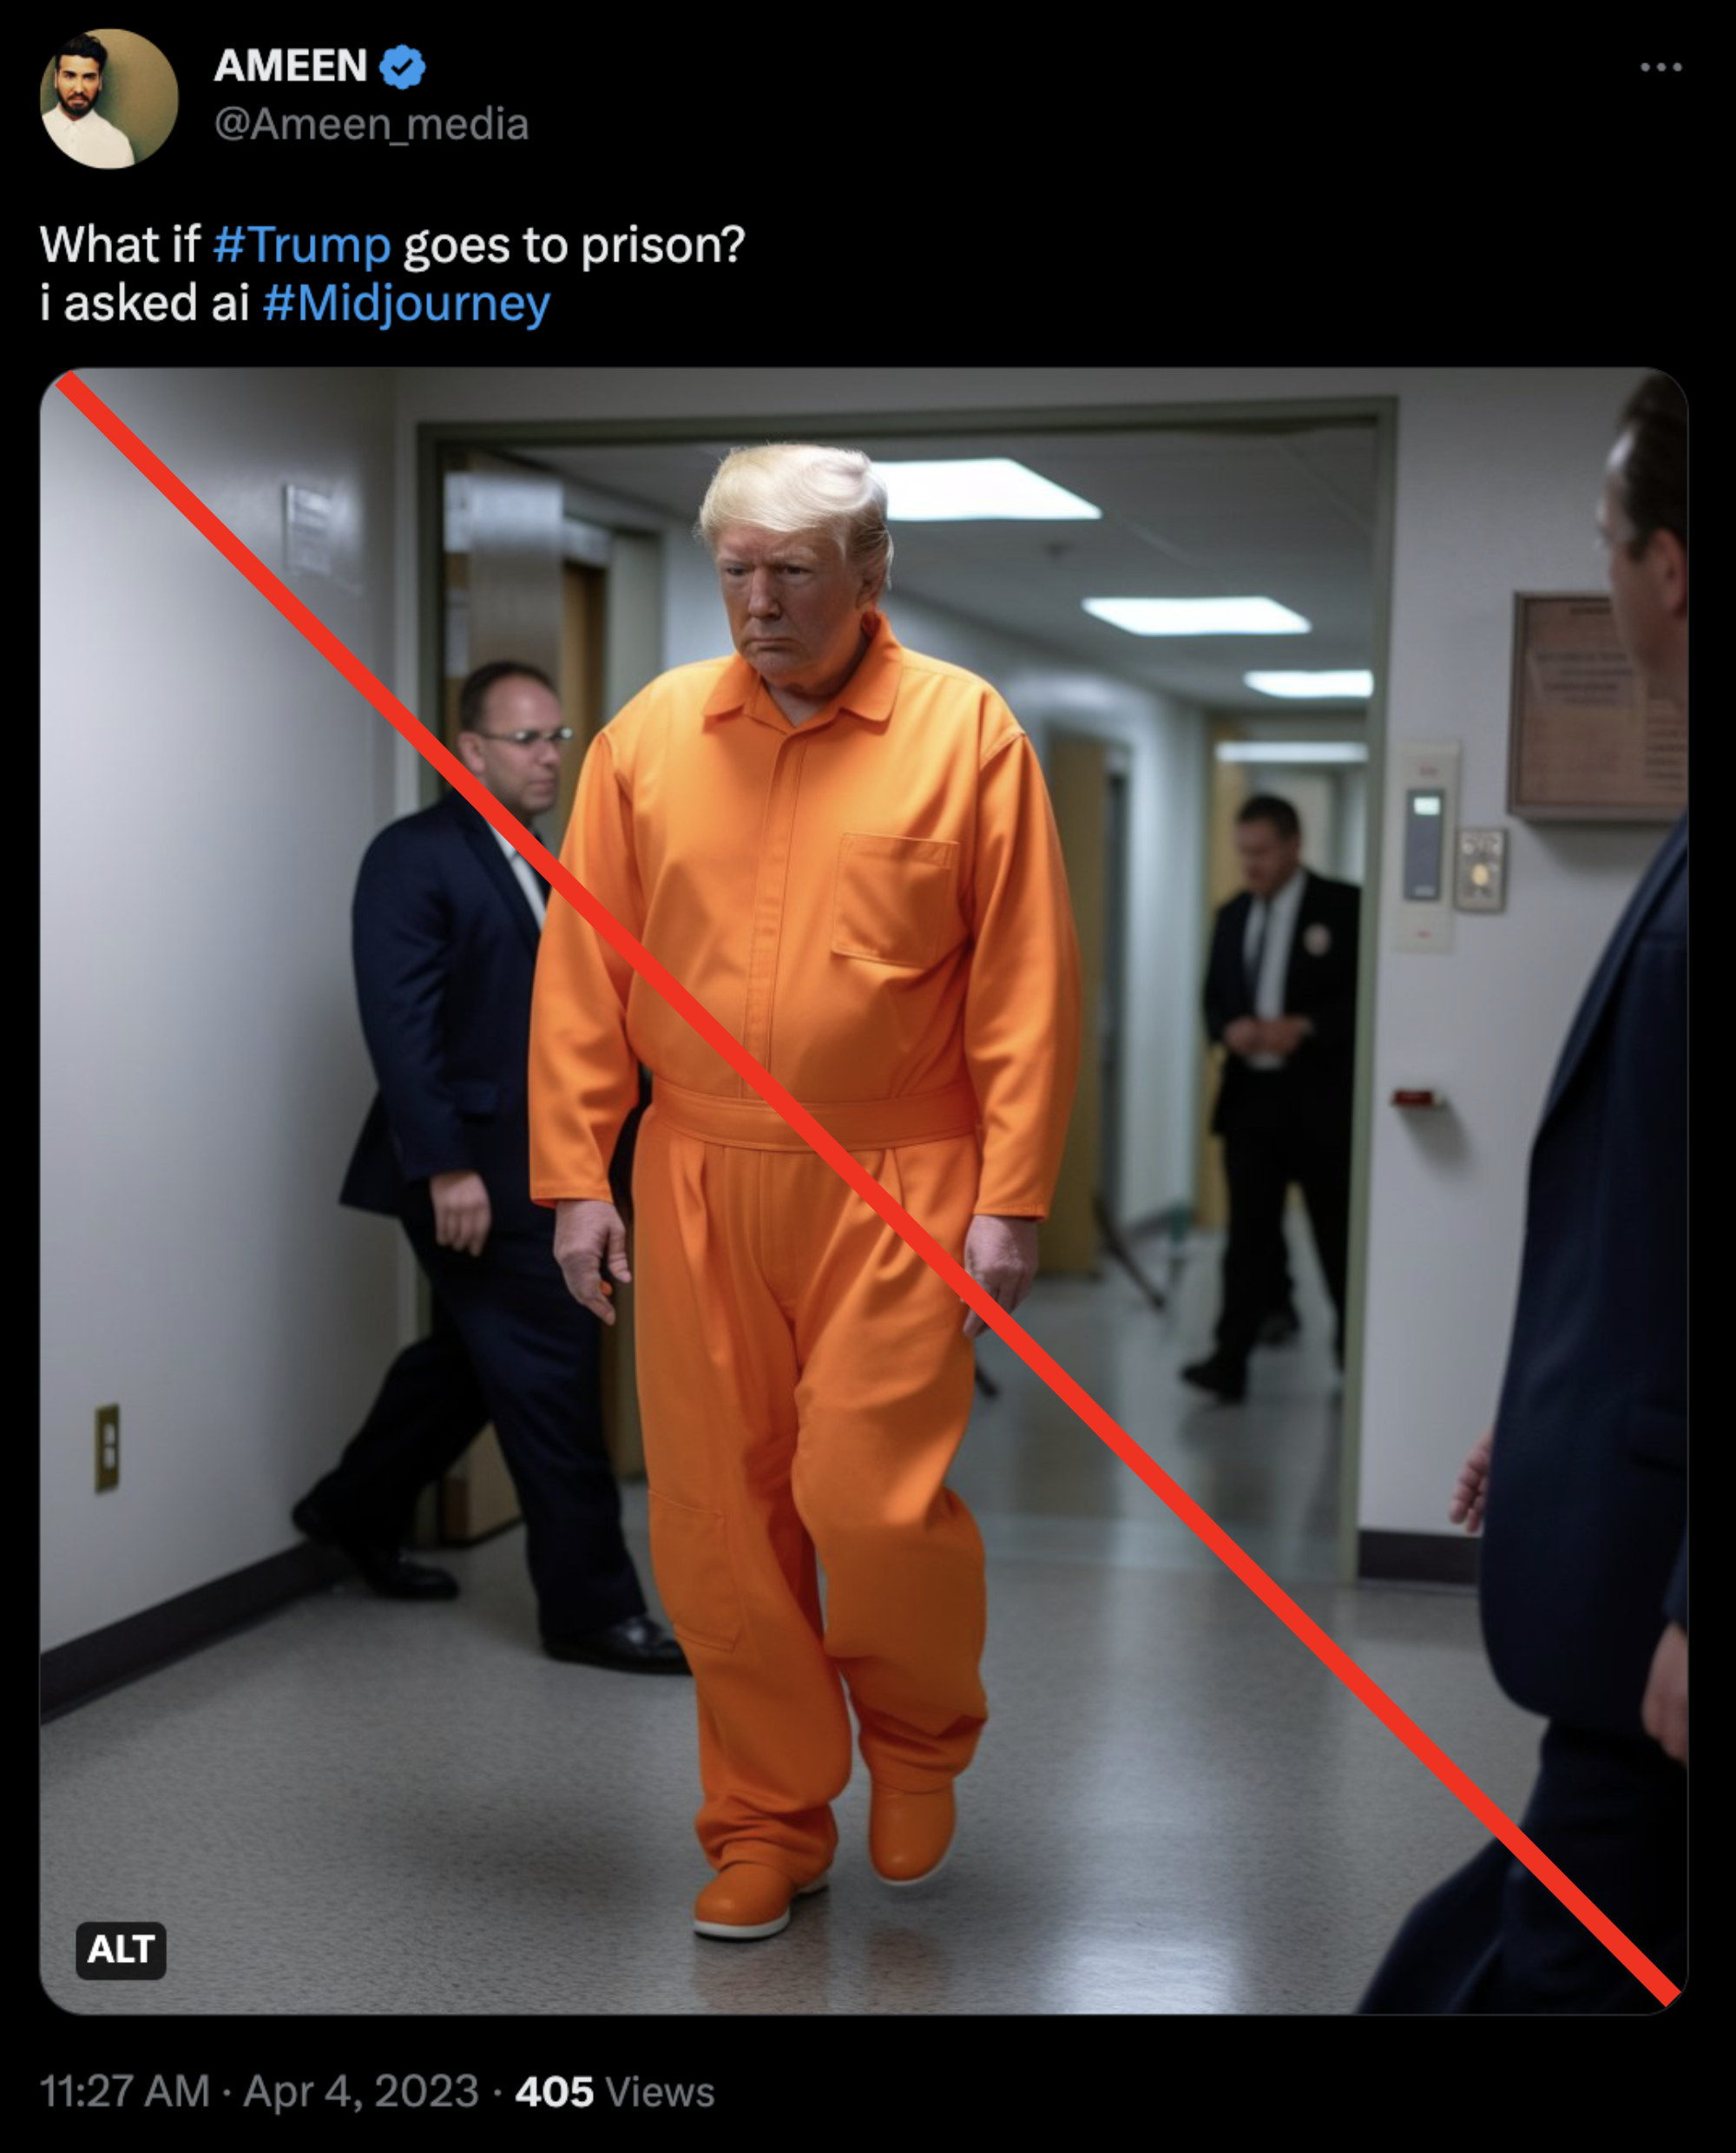 AMEEN
@Ameen_media
What if #Trump goes to prison?
i asked ai #Midjourney
ALT
11:27 AM · Apr 4, 2023 · 405 Views